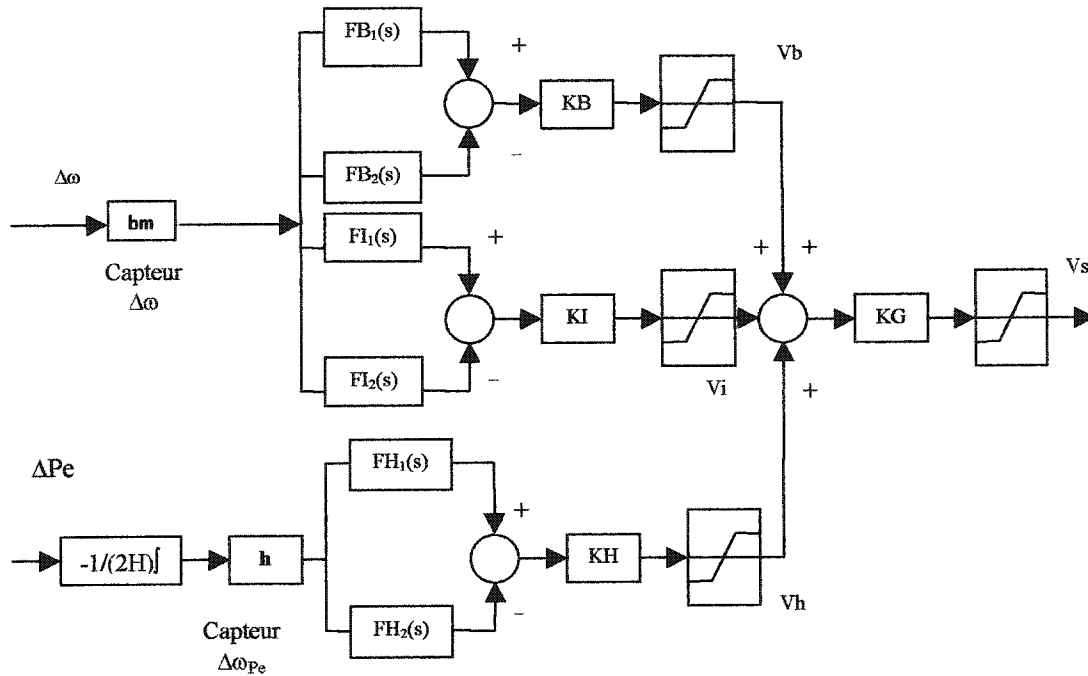 FB₁(s)
+
Vb
KB
−
FB₂(s)
Δω
bm
Capteur
Δω
FI₁(s)
+
+ +
Vs
KI
KG
−
FI₂(s)
Vi
+
ΔPe
FH₁(s)
+
-1/(2H)∫
h
KH
−
Vh
FH₂(s)
Capteur
Δω_Pe